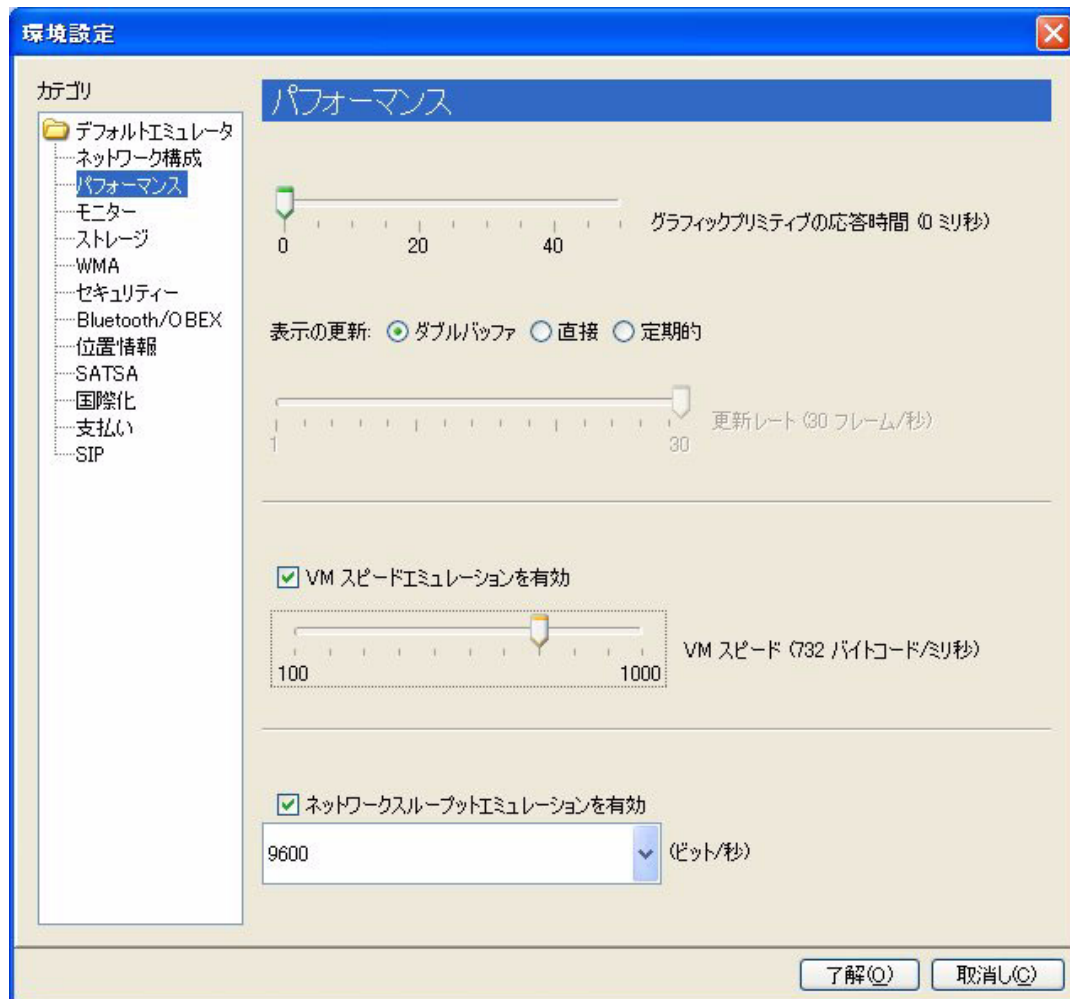 環境設定
カテゴリ
デフォルトエミュレータ
ネットワーク構成
パフォーマンス
モニター
ストレージ
WMA
セキュリティー
Bluetooth/OBEX
位置情報
SATSA
国際化
支払い
SIP
パフォーマンス
0 20 40
グラフィックプリミティブの応答時間 (0 ミリ秒)
表示の更新: ダブルバッファ 直接 定期的
1 30
更新レート (30 フレーム/秒)
VM スピードエミュレーションを有効
100 1000
VM スピード (732 バイトコード/ミリ秒)
ネットワークスループットエミュレーションを有効
9600 (ビット/秒)
了解(O) 取消し(C)